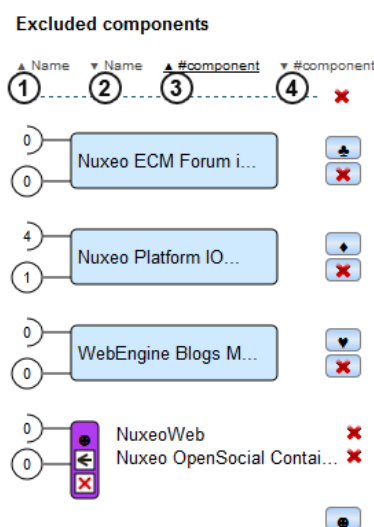 Excluded components
▲ Name ▼ Name ▲ #component ▼ #component
1 2 3 4
0
Nuxeo ECM Forum i...
0
4
Nuxeo Platform IO...
1
0
WebEngine Blogs M...
0
0
NuxeoWeb
0
Nuxeo OpenSocial Contai...